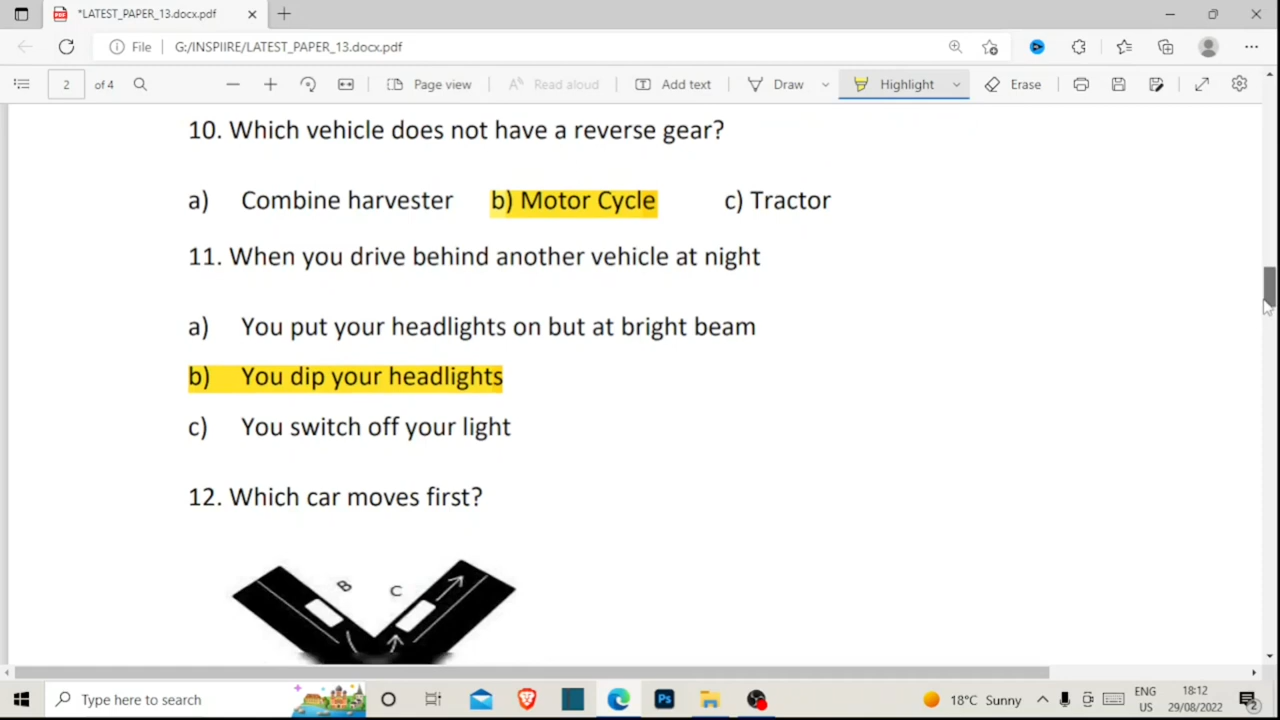 *LATEST_PAPER_13.docx.pdf
File G:/INSPIIRE/LATEST_PAPER_13.docx.pdf
2 of 4 Page view Read aloud Add text Draw Highlight Erase
10. Which vehicle does not have a reverse gear?
a) Combine harvester b) Motor Cycle c) Tractor
11. When you drive behind another vehicle at night
a) You put your headlights on but at bright beam
b) You dip your headlights
c) You switch off your light
12. Which car moves first?
B C
Type here to search 18°C Sunny ENG 18:12
US 29/08/2022 2